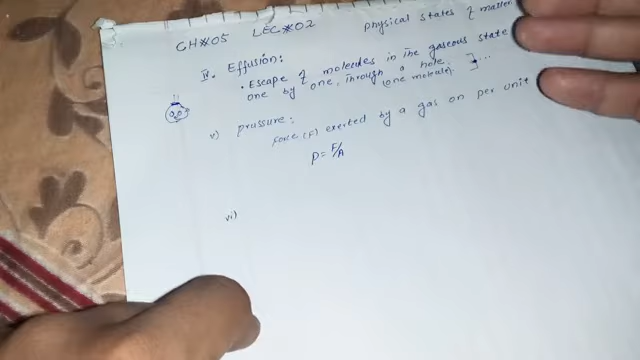 CH#05 LEC#02 Physical states of matter
IV. Effusion:
• Escape of molecules in the gaseous state
one by one, through a hole.
(one molecule).
v) pressure:
Force (F) exerted by a gas on per unit
P = F/A
vi)